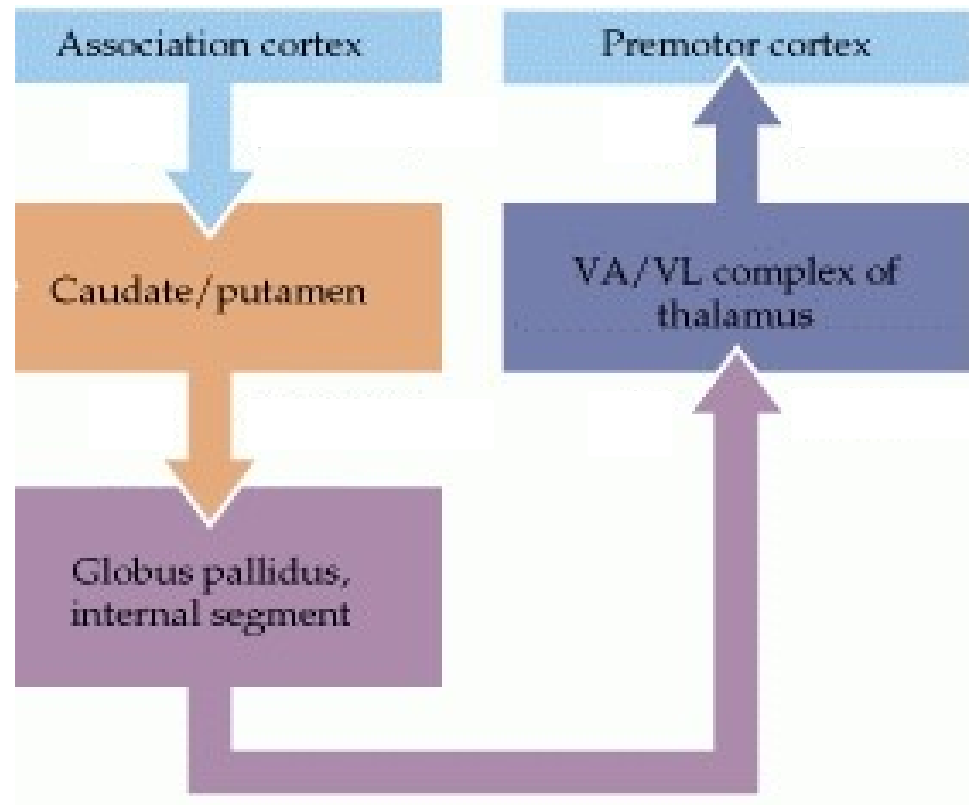 Association cortex
Premotor cortex
Caudate/putamen
VA/VL complex of
thalamus
Globus pallidus,
internal segment